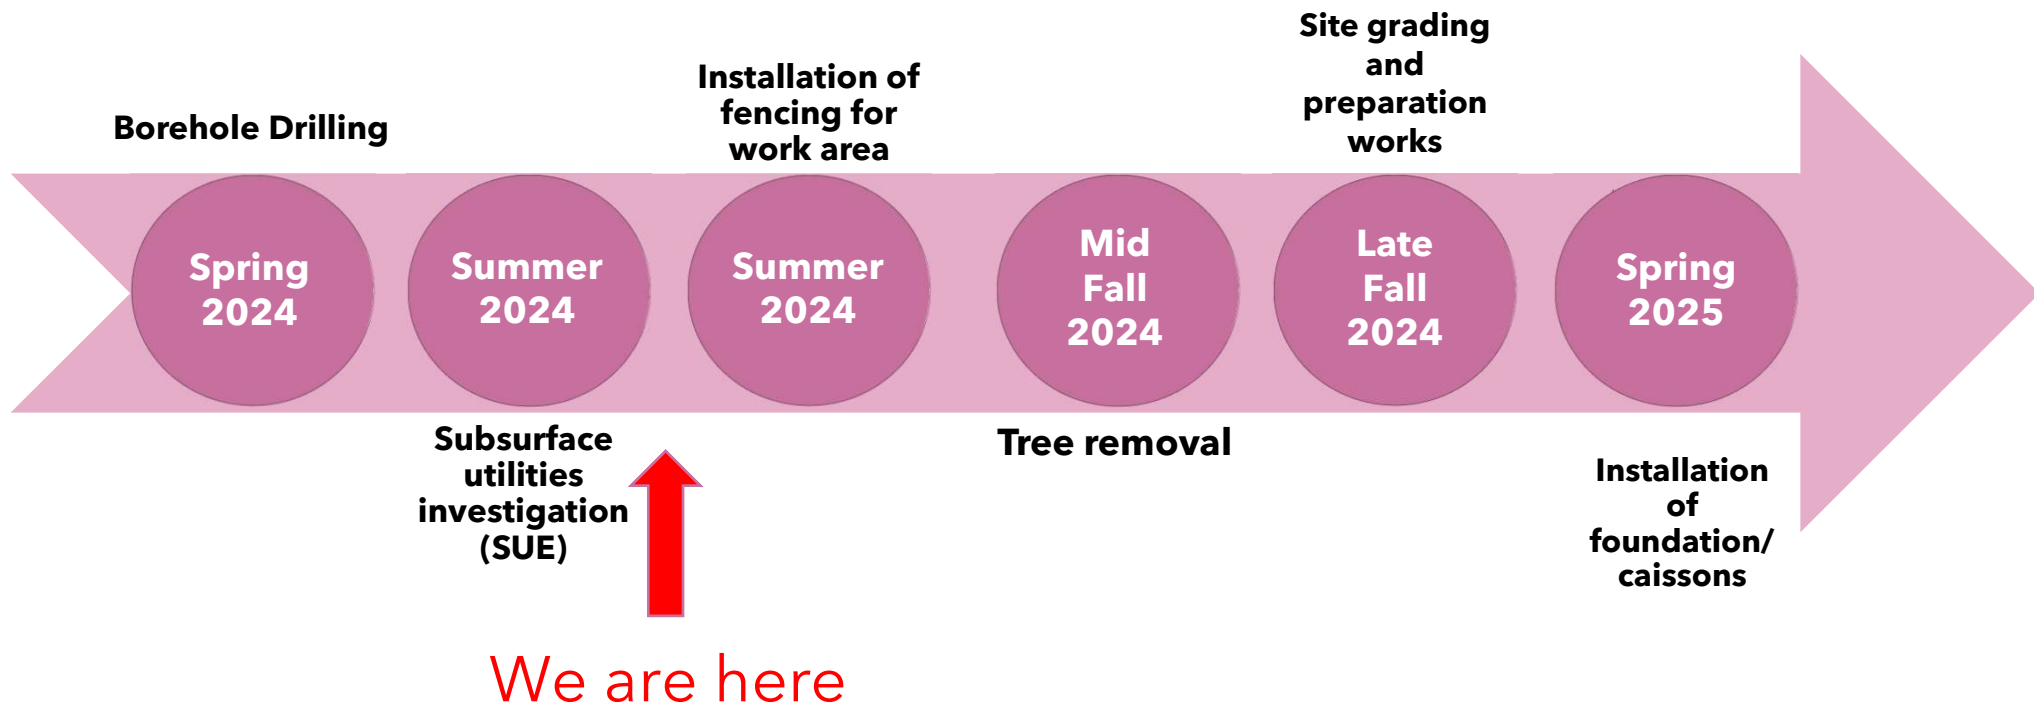 Borehole Drilling
Spring
2024
Summer
2024
Subsurface
utilities
investigation
(SUE)
Installation of
fencing for
work area
Summer
2024
Mid
Fall
2024
Tree removal
Site grading
and
preparation
works
Late
Fall
2024
Spring
2025
Installation
of
foundation/
caissons
We are here